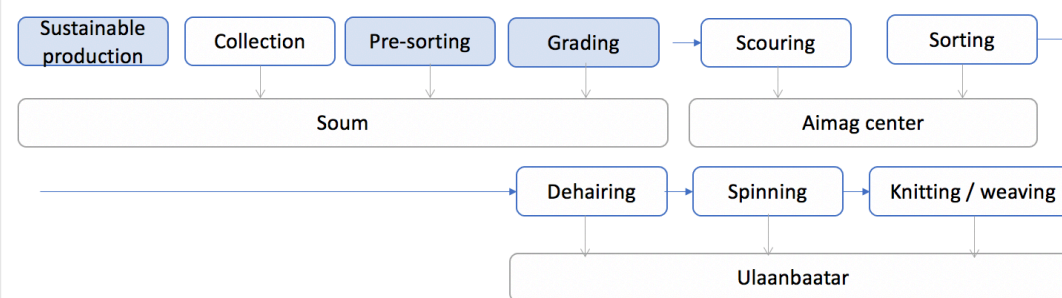 Sustainable
production
Collection
Pre-sorting
Grading
Scouring
Sorting
Soum
Aimag center
Dehairing
Spinning
Knitting / weaving
Ulaanbaatar